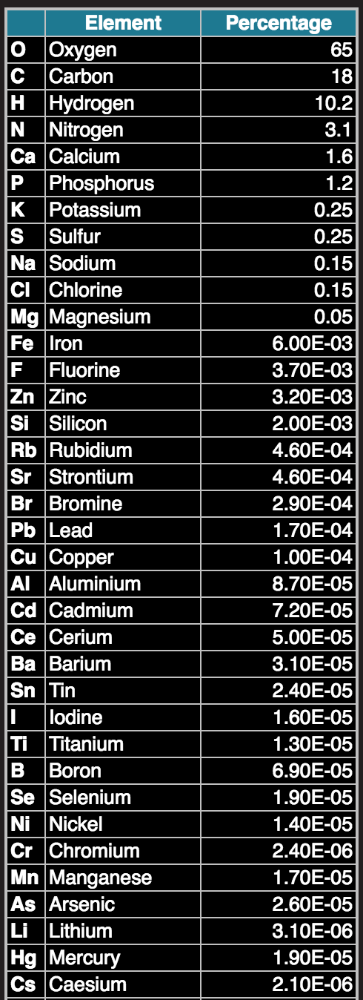 Element Percentage
O Oxygen 65
C Carbon 18
H Hydrogen 10.2
N Nitrogen 3.1
Ca Calcium 1.6
P Phosphorus 1.2
K Potassium 0.25
S Sulfur 0.25
Na Sodium 0.15
Cl Chlorine 0.15
Mg Magnesium 0.05
Fe Iron 6.00E-03
F Fluorine 3.70E-03
Zn Zinc 3.20E-03
Si Silicon 2.00E-03
Rb Rubidium 4.60E-04
Sr Strontium 4.60E-04
Br Bromine 2.90E-04
Pb Lead 1.70E-04
Cu Copper 1.00E-04
Al Aluminium 8.70E-05
Cd Cadmium 7.20E-05
Ce Cerium 5.00E-05
Ba Barium 3.10E-05
Sn Tin 2.40E-05
I Iodine 1.60E-05
Ti Titanium 1.30E-05
B Boron 6.90E-05
Se Selenium 1.90E-05
Ni Nickel 1.40E-05
Cr Chromium 2.40E-06
Mn Manganese 1.70E-05
As Arsenic 2.60E-05
Li Lithium 3.10E-06
Hg Mercury 1.90E-05
Cs Caesium 2.10E-06